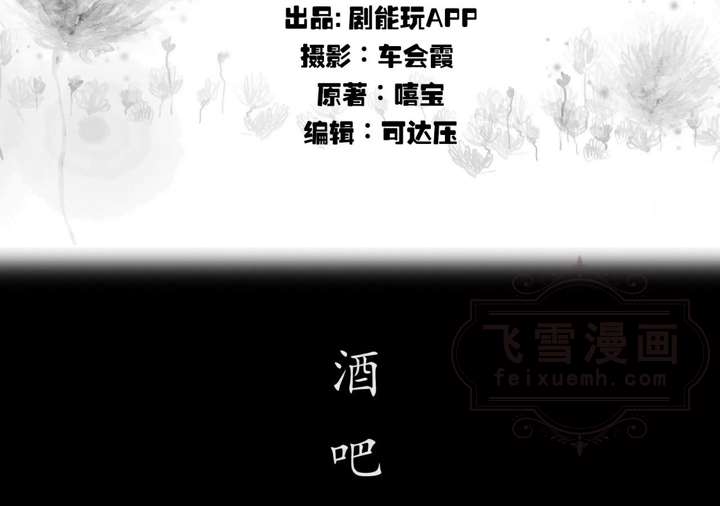 出品: 剧能玩APP
摄影：车会霞
原著：嘻宝
编辑：可达压
飞雪漫画
feixuemh.com
酒
吧